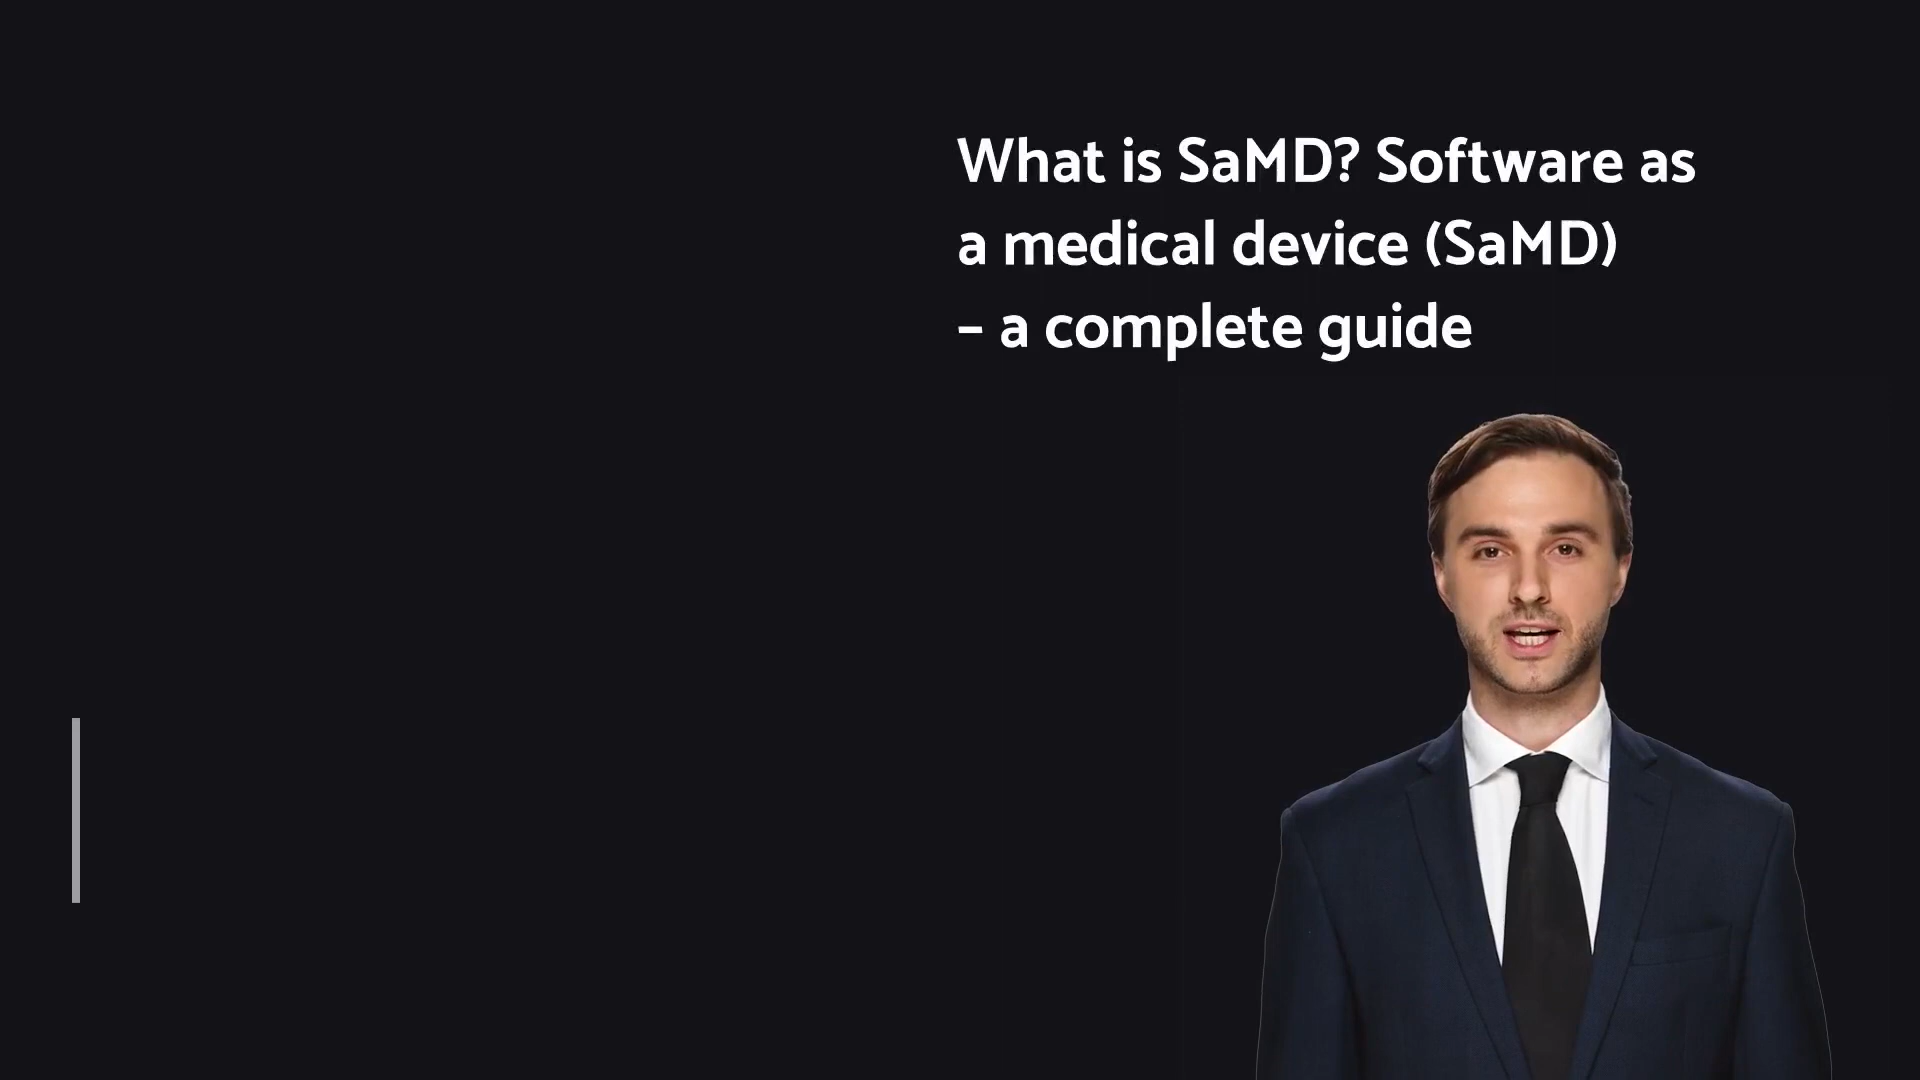 What is SaMD? Software as
a medical device (SaMD)
– a complete guide